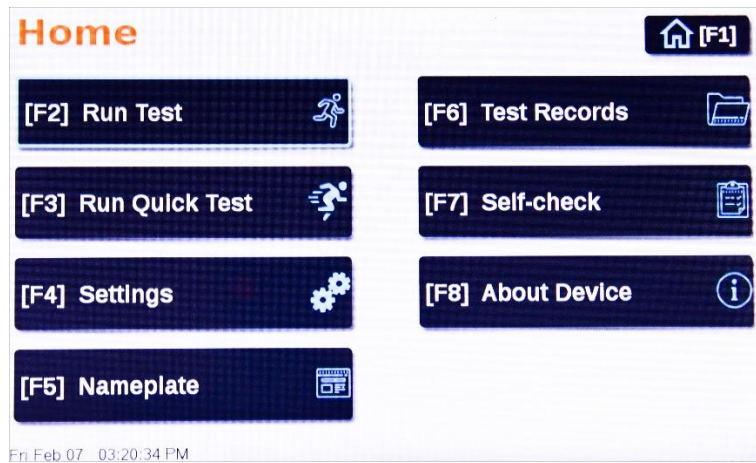 Home
[F1]
[F2] Run Test
[F3] Run Quick Test
[F4] Settings
[F5] Nameplate
[F6] Test Records
[F7] Self-check
[F8] About Device
Fri Feb 07 03:20:34 PM